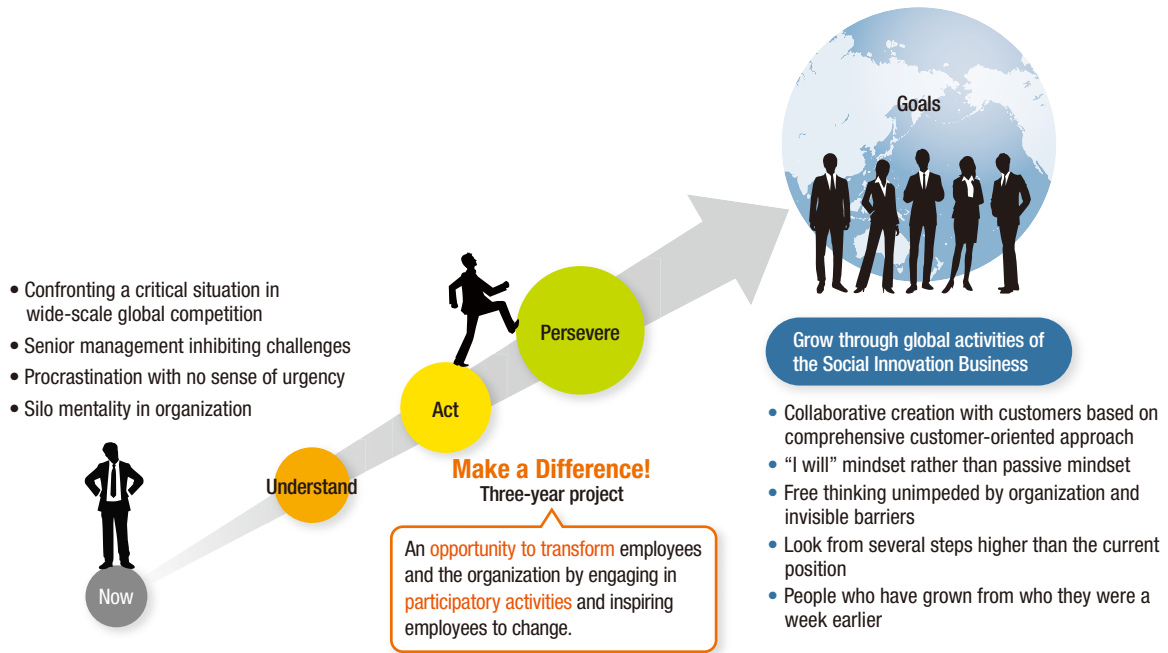 Goals
• Confronting a critical situation in
wide-scale global competition
• Senior management inhibiting challenges
• Procrastination with no sense of urgency
• Silo mentality in organization
Now
Understand
Act
Persevere
Make a Difference!
Three-year project
An opportunity to transform employees
and the organization by engaging in
participatory activities and inspiring
employees to change.
Grow through global activities of
the Social Innovation Business
• Collaborative creation with customers based on
comprehensive customer-oriented approach
• “I will” mindset rather than passive mindset
• Free thinking unimpeded by organization and
invisible barriers
• Look from several steps higher than the current
position
• People who have grown from who they were a
week earlier